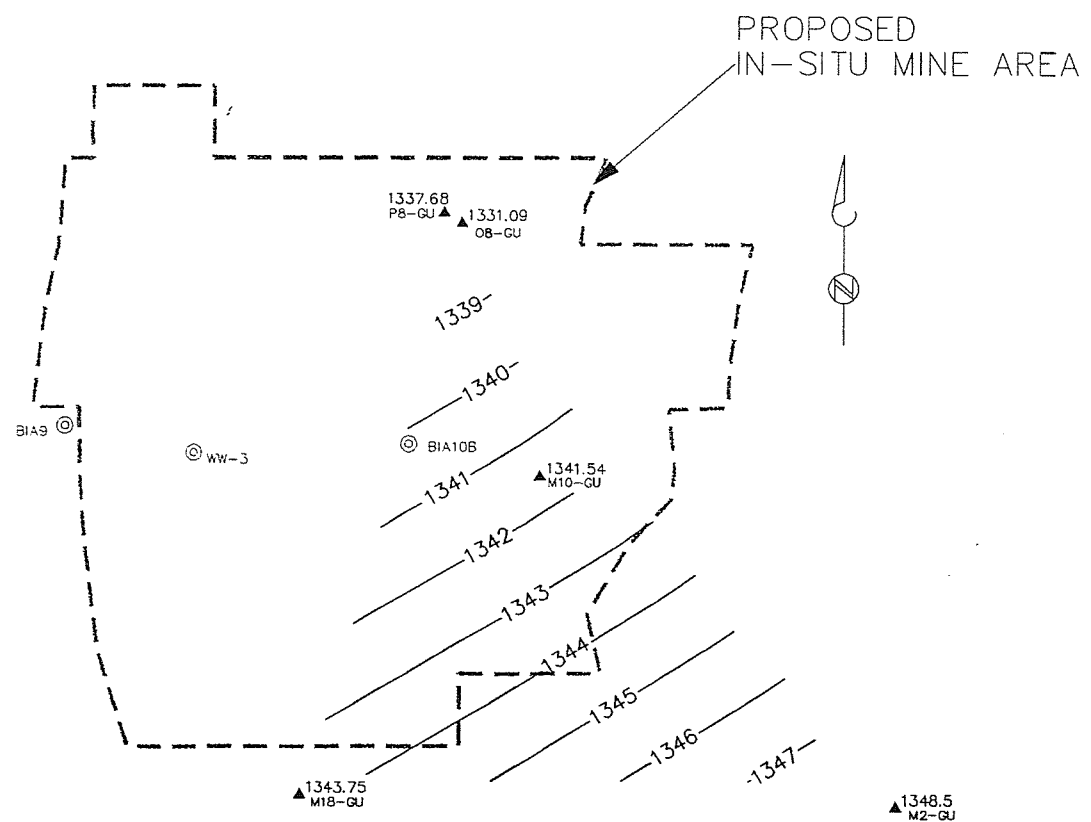 PROPOSED
IN-SITU MINE AREA
1337.68
P8-GU
1331.09
O8-GU
1339
1340
BIA9
WW-3
BIA10B
1341.54
M10-GU
1341
1342
1343
1344
1345
1346
1347
1343.75
M18-GU
1348.5
M2-GU
N